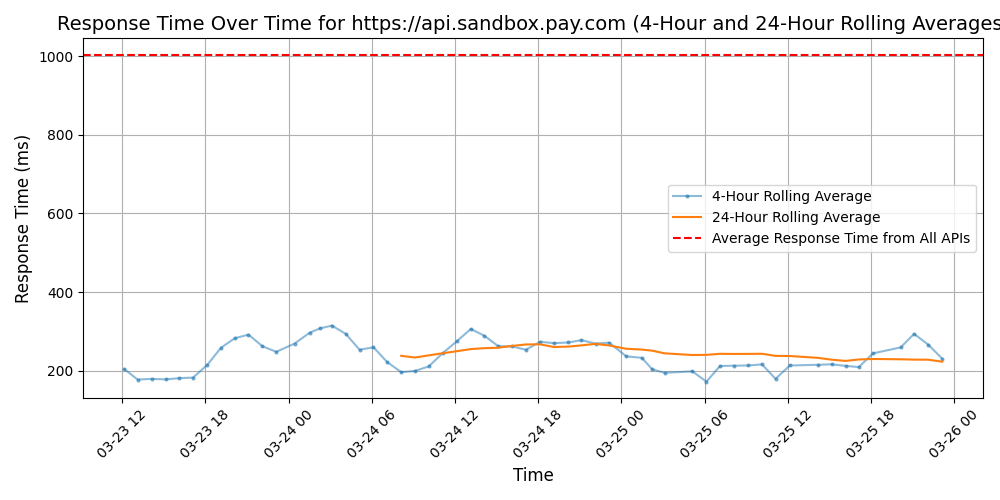 Response Time Over Time for https://api.sandbox.pay.com (4-Hour and 24-Hour Rolling Averages
Response Time (ms)
1000
800
600
400
200
4-Hour Rolling Average
24-Hour Rolling Average
Average Response Time from All APIs
03-23 12
03-23 18
03-24 00
03-24 06
03-24 12
03-24 18
03-25 00
03-25 06
03-25 12
03-25 18
03-26 00
Time